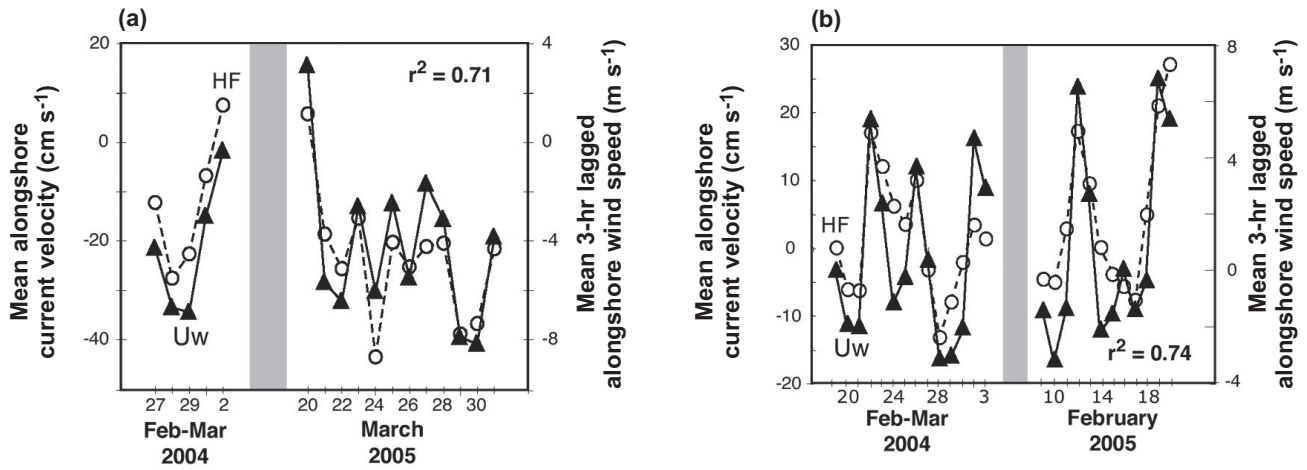 (a)
Mean alongshore
current velocity (cm s-1)
20
0
-20
-40
HF
Uw
r2 = 0.71
4
0
-4
-8
Mean 3-hr lagged
alongshore wind speed (m s-1)
27 29 2
20 22 24 26 28 30
Feb-Mar
2004
March
2005
(b)
Mean alongshore
current velocity (cm s-1)
30
20
10
0
-10
-20
HF
Uw
r2 = 0.74
8
4
0
-4
Mean 3-hr lagged
alongshore wind speed (m s-1)
20 24 28 3
10 14 18
Feb-Mar
2004
February
2005